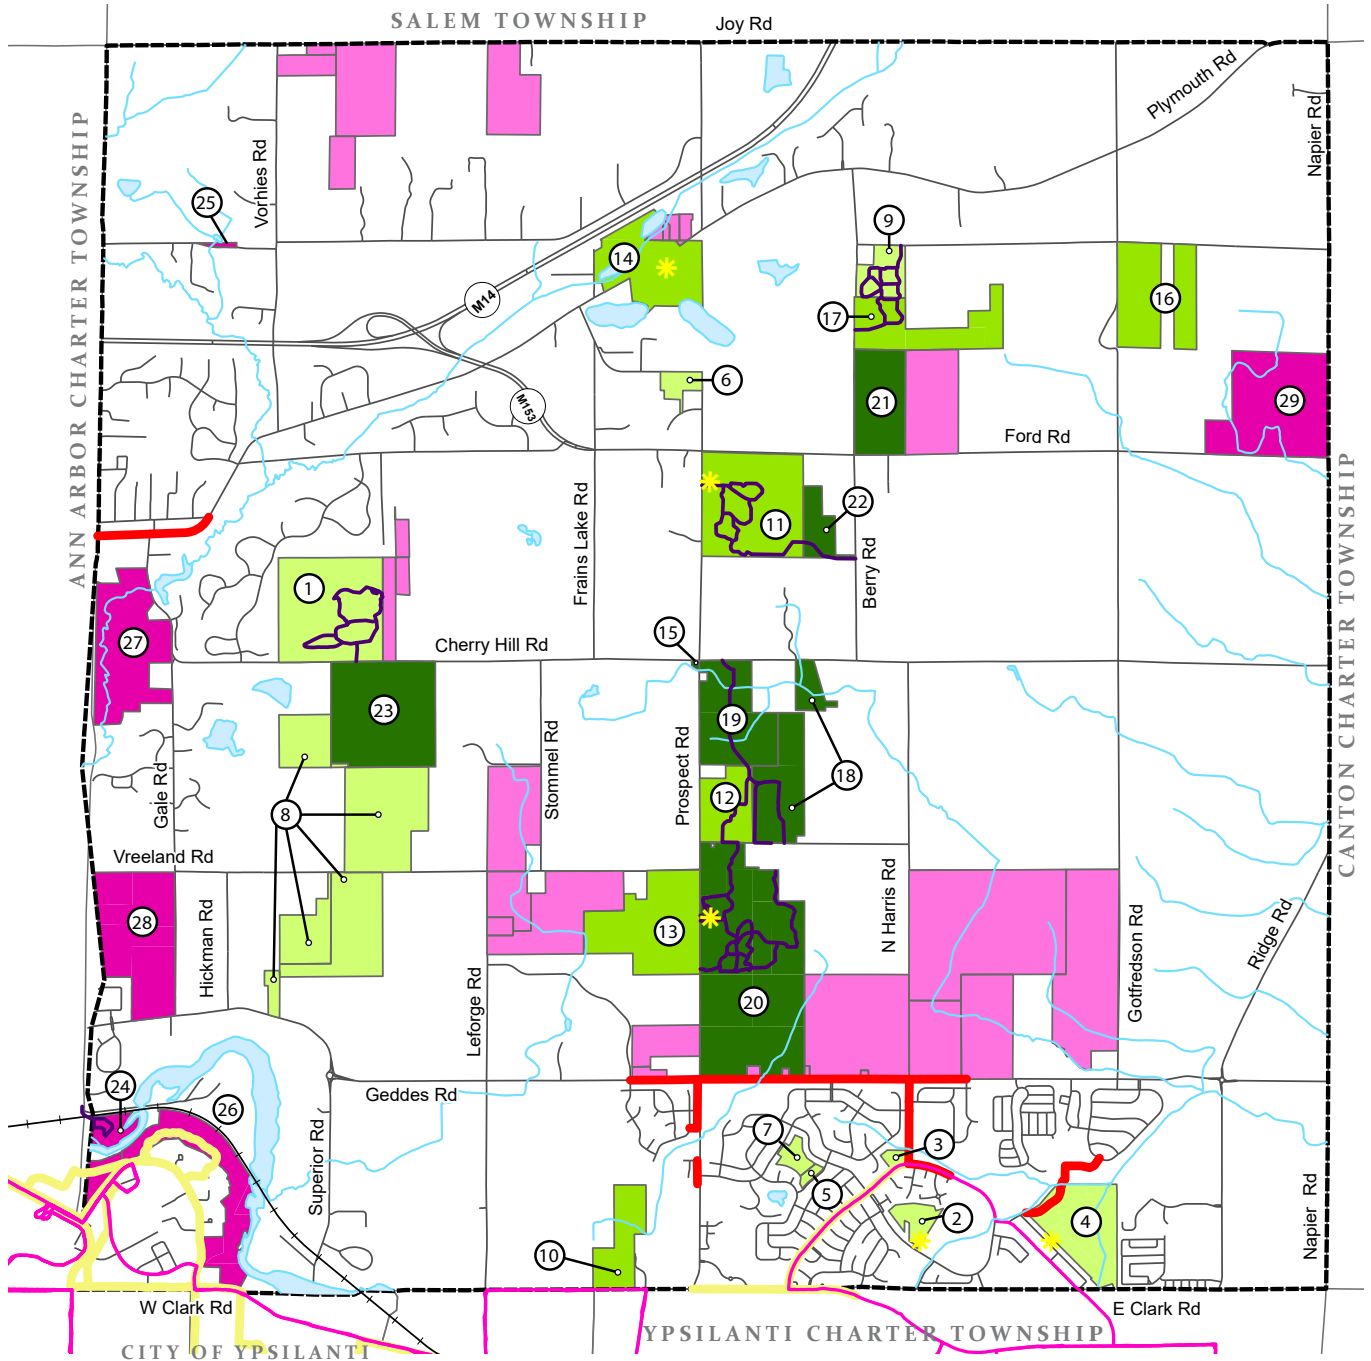 SALEM TOWNSHIP
Joy Rd
Plymouth Rd
Napier Rd
ANN ARBOR CHARTER TOWNSHIP
Vorhies Rd
25
9
14
M14
16
17
6
M153
21
29
Ford Rd
CANTON CHARTER TOWNSHIP
Frains Lake Rd
11
22
Berry Rd
1
27
15
Cherry Hill Rd
23
19
Stommel Rd
Prospect Rd
18
Gale Rd
12
8
Vreeland Rd
28
Hickman Rd
13
N Harris Rd
Gotfredson Rd
Ridge Rd
20
Leforge Rd
24
Geddes Rd
26
7
3
Superior Rd
5
2
4
Napier Rd
10
W Clark Rd
E Clark Rd
YPSILANTI CHARTER TOWNSHIP
CITY OF YPSILANTI